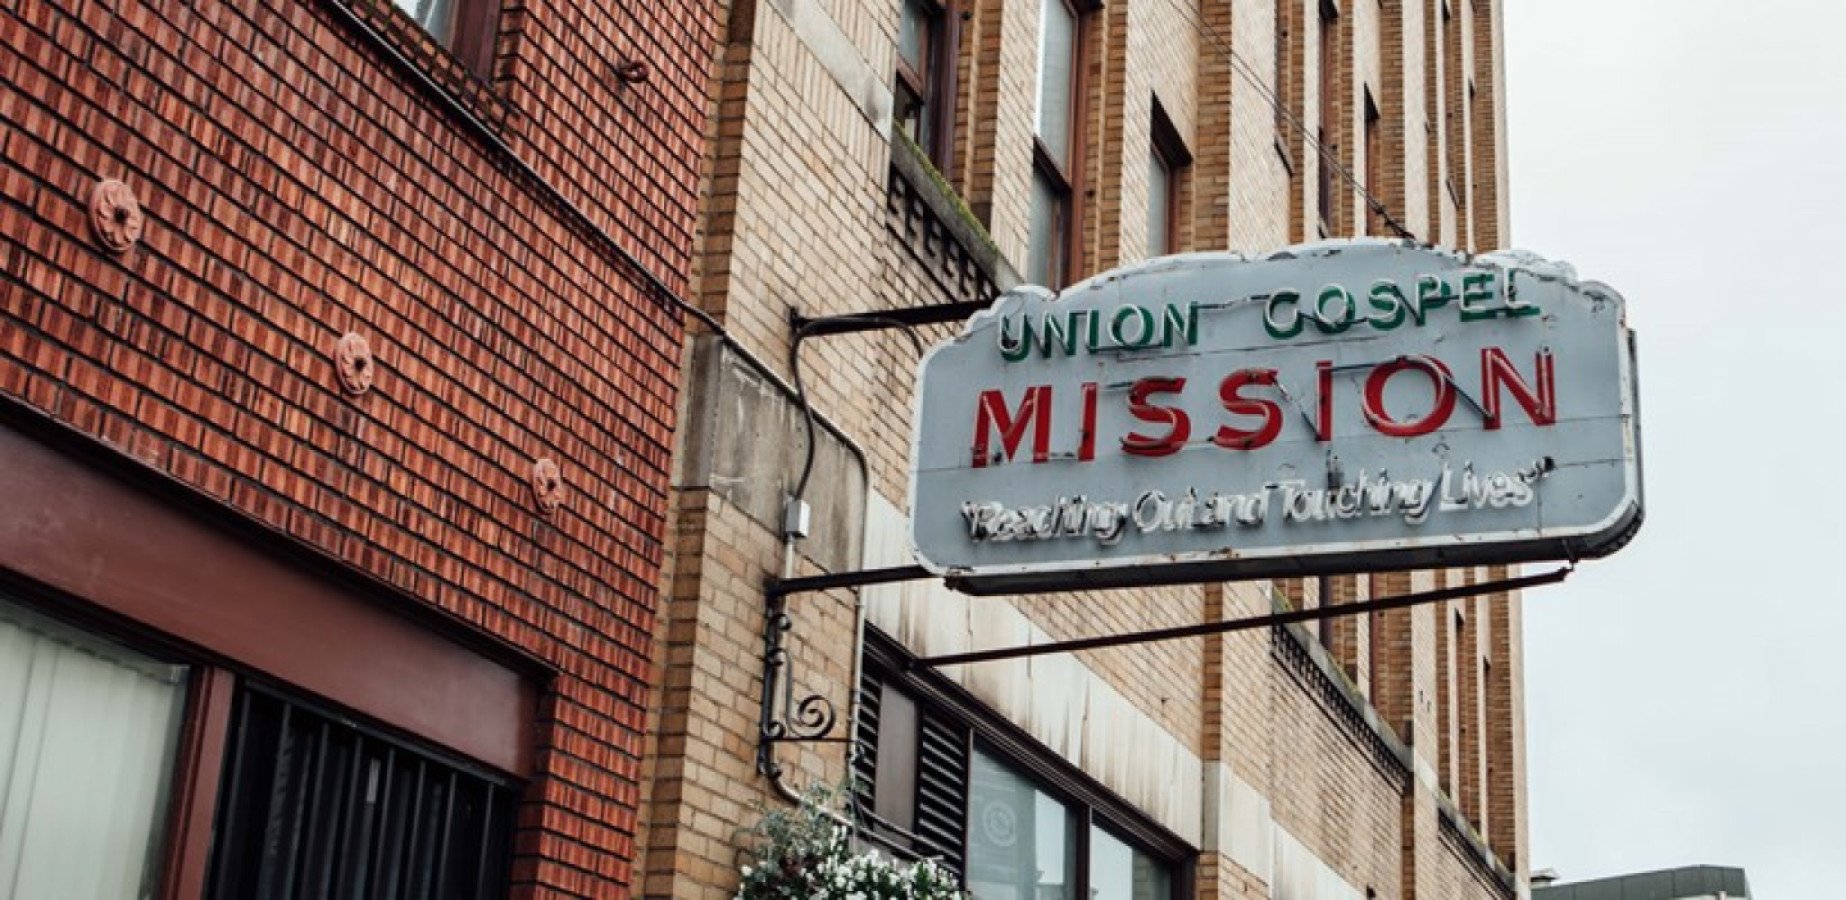 UNION GOSPEL
MISSION
"Reaching Out and Touching Lives"